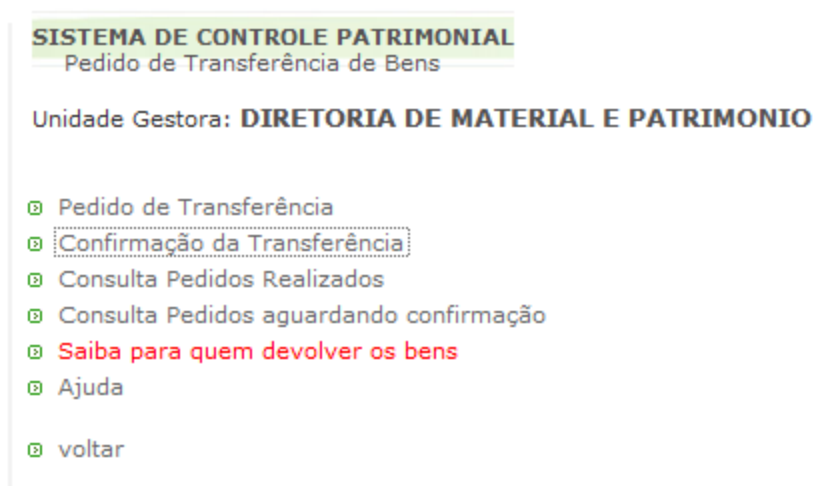 SISTEMA DE CONTROLE PATRIMONIAL
Pedido de Transferência de Bens
Unidade Gestora: DIRETORIA DE MATERIAL E PATRIMONIO
Pedido de Transferência
Confirmação da Transferência
Consulta Pedidos Realizados
Consulta Pedidos aguardando confirmação
Saiba para quem devolver os bens
Ajuda
voltar